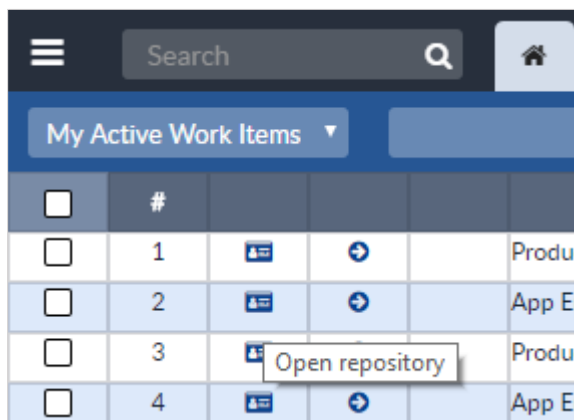 Search
My Active Work Items
#
1 Produ
2 App E
3 Open repository Produ
4 App E